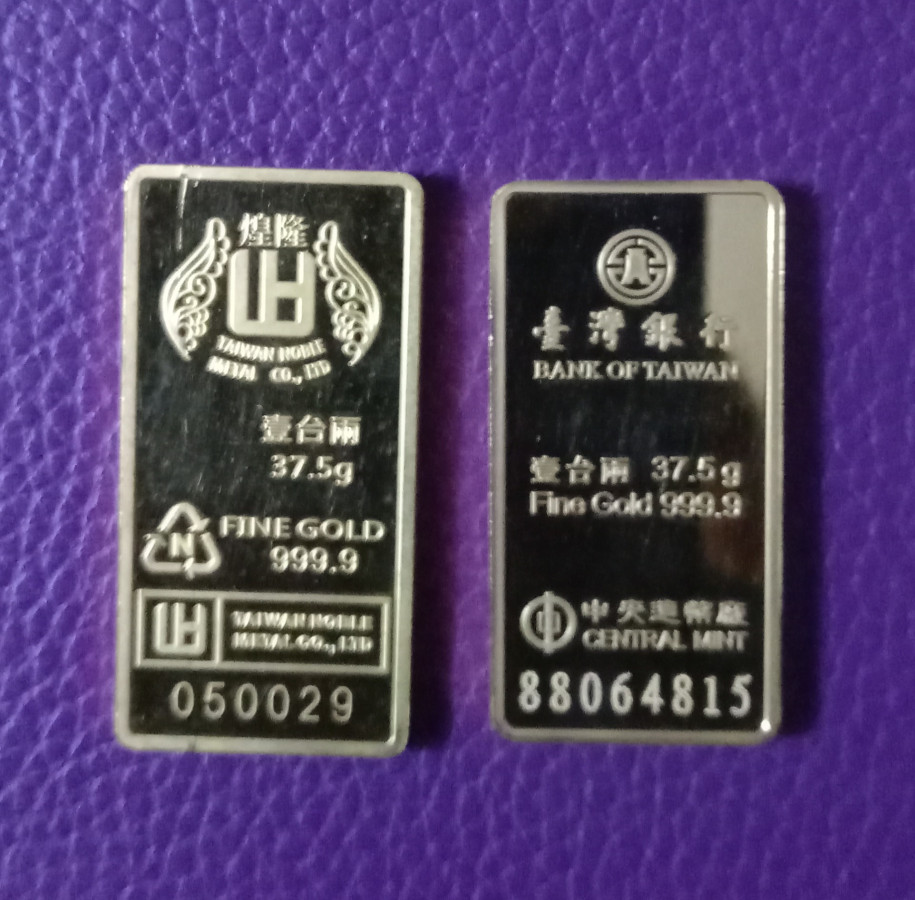 煌隆
TAIWAN NOBLE
METAL CO., LTD
壹台兩
37.5g
N
FINE GOLD
999.9
TAIWAN NOBLE
METAL CO., LTD
050029
臺灣銀行
BANK OF TAIWAN
壹台兩 37.5g
Fine Gold 999.9
中央造幣廠
CENTRAL MINT
88064815